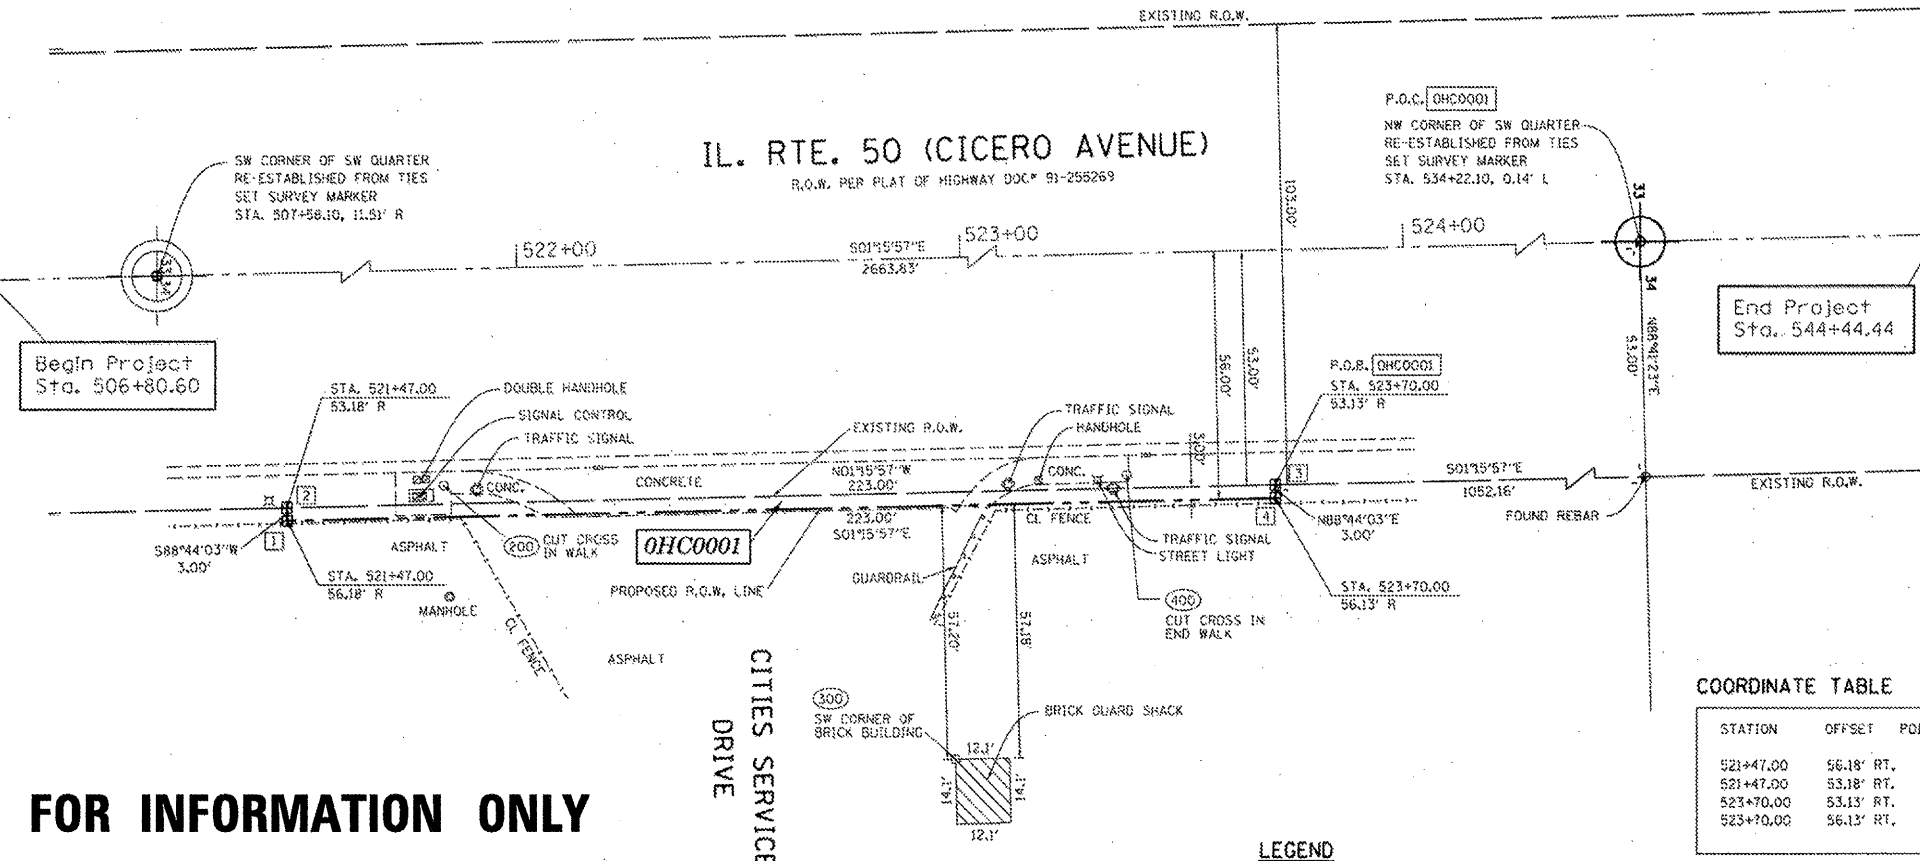 EXISTING R.O.W.
P.O.C. 0HC0001
NW CORNER OF SW QUARTER
RE-ESTABLISHED FROM TIES
SET SURVEY MARKER
STA. 534+22.10, 0.14' L
IL. RTE. 50 (CICERO AVENUE)
R.O.W. PER PLAT OF HIGHWAY DOC# 91-255269
SW CORNER OF SW QUARTER
RE-ESTABLISHED FROM TIES
SET SURVEY MARKER
STA. 507+58.10, 11.51' R
103.00'
33
34
522+00
S01°15'57"E
2663.83'
523+00
524+00
33
34
N88°41'23"E
53.00'
End Project
Sta. 544+44.44
Begin Project
Sta. 506+80.60
56.00'
53.00'
P.O.B. 0HC0001
STA. 523+70.00
53.13' R
STA. 521+47.00
53.18' R
DOUBLE HANDHOLE
SIGNAL CONTROL
TRAFFIC SIGNAL
EXISTING R.O.W.
TRAFFIC SIGNAL
HANDHOLE
5.00'
CONC.
CONCRETE
N01°15'57"W
223.00'
CONC.
S01°15'57"E
1052.16'
EXISTING R.O.W.
FOUND REBAR
2
3
1
4
S88°44'03"W
3.00'
N88°44'03"E
3.00'
223.00'
S01°15'57"E
CL FENCE
ASPHALT
200
CUT CROSS
IN WALK
0HC0001
ASPHALT
TRAFFIC SIGNAL
STREET LIGHT
STA. 521+47.00
56.18' R
PROPOSED R.O.W. LINE
GUARDRAIL
STA. 523+70.00
56.13' R
MANHOLE
CL FENCE
57.20'
57.18'
400
CUT CROSS IN
END WALK
ASPHALT
CITIES SERVICE
DRIVE
300
SW CORNER OF
BRICK BUILDING
BRICK GUARD SHACK
12.1'
14.1'
14.1'
12.1'
COORDINATE TABLE
STATION OFFSET
521+47.00 56.18' RT.
521+47.00 53.18' RT.
523+70.00 53.13' RT.
523+70.00 56.13' RT.
FOR INFORMATION ONLY
LEGEND